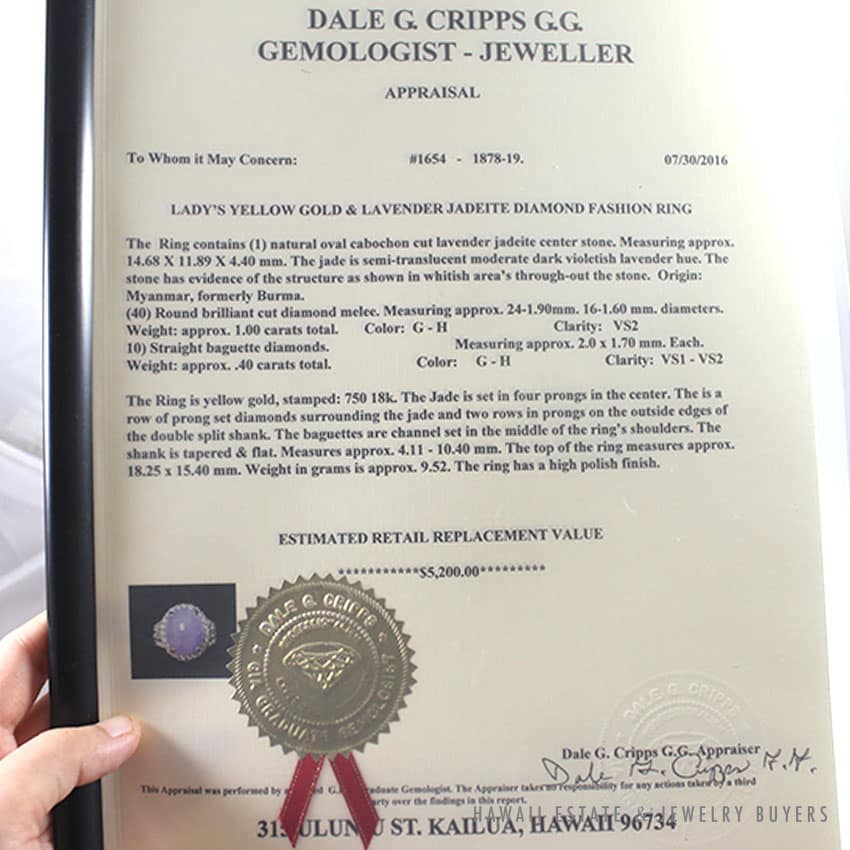 DALE G. CRIPPS G.G.
GEMOLOGIST - JEWELLER
APPRAISAL
To Whom it May Concern: #1654 - 1878-19. 07/30/2016
LADY'S YELLOW GOLD & LAVENDER JADEITE DIAMOND FASHION RING
The Ring contains (1) natural oval cabochon cut lavender jadeite center stone. Measuring approx.
14.68 X 11.89 X 4.40 mm. The jade is semi-translucent moderate dark violetish lavender hue. The
stone has evidence of the structure as shown in whitish area's through-out the stone. Origin:
Myanmar, formerly Burma.
(40) Round brilliant cut diamond melee. Measuring approx. 24-1.90mm. 16-1.60 mm. diameters.
Weight: approx. 1.00 carats total. Color: G - H Clarity: VS2
10) Straight baguette diamonds. Measuring approx. 2.0 x 1.70 mm. Each.
Weight: approx. .40 carats total. Color: G - H Clarity: VS1 - VS2
The Ring is yellow gold, stamped: 750 18k. The Jade is set in four prongs in the center. The is a
row of prong set diamonds surrounding the jade and two rows in prongs on the outside edges of
the double split shank. The baguettes are channel set in the middle of the ring's shoulders. The
shank is tapered & flat. Measures approx. 4.11 - 10.40 mm. The top of the ring measures approx.
18.25 x 15.40 mm. Weight in grams is approx. 9.52. The ring has a high polish finish.
ESTIMATED RETAIL REPLACEMENT VALUE
***********$5,200.00*********
DALE G. CRIPPS
GIA GRADUATE GEMOLOGIST
DALE G. CRIPPS
Dale G. Cripps G.G. Appraiser
Dale G. Cripps G.G.
This Appraisal was performed by a G. Graduate Gemologist. The Appraiser takes no responsibility for any actions taken by a third
party over the findings in this report.
HAWAII ESTATE & JEWELRY BUYERS
315 ULUN U ST. KAILUA, HAWAII 96734